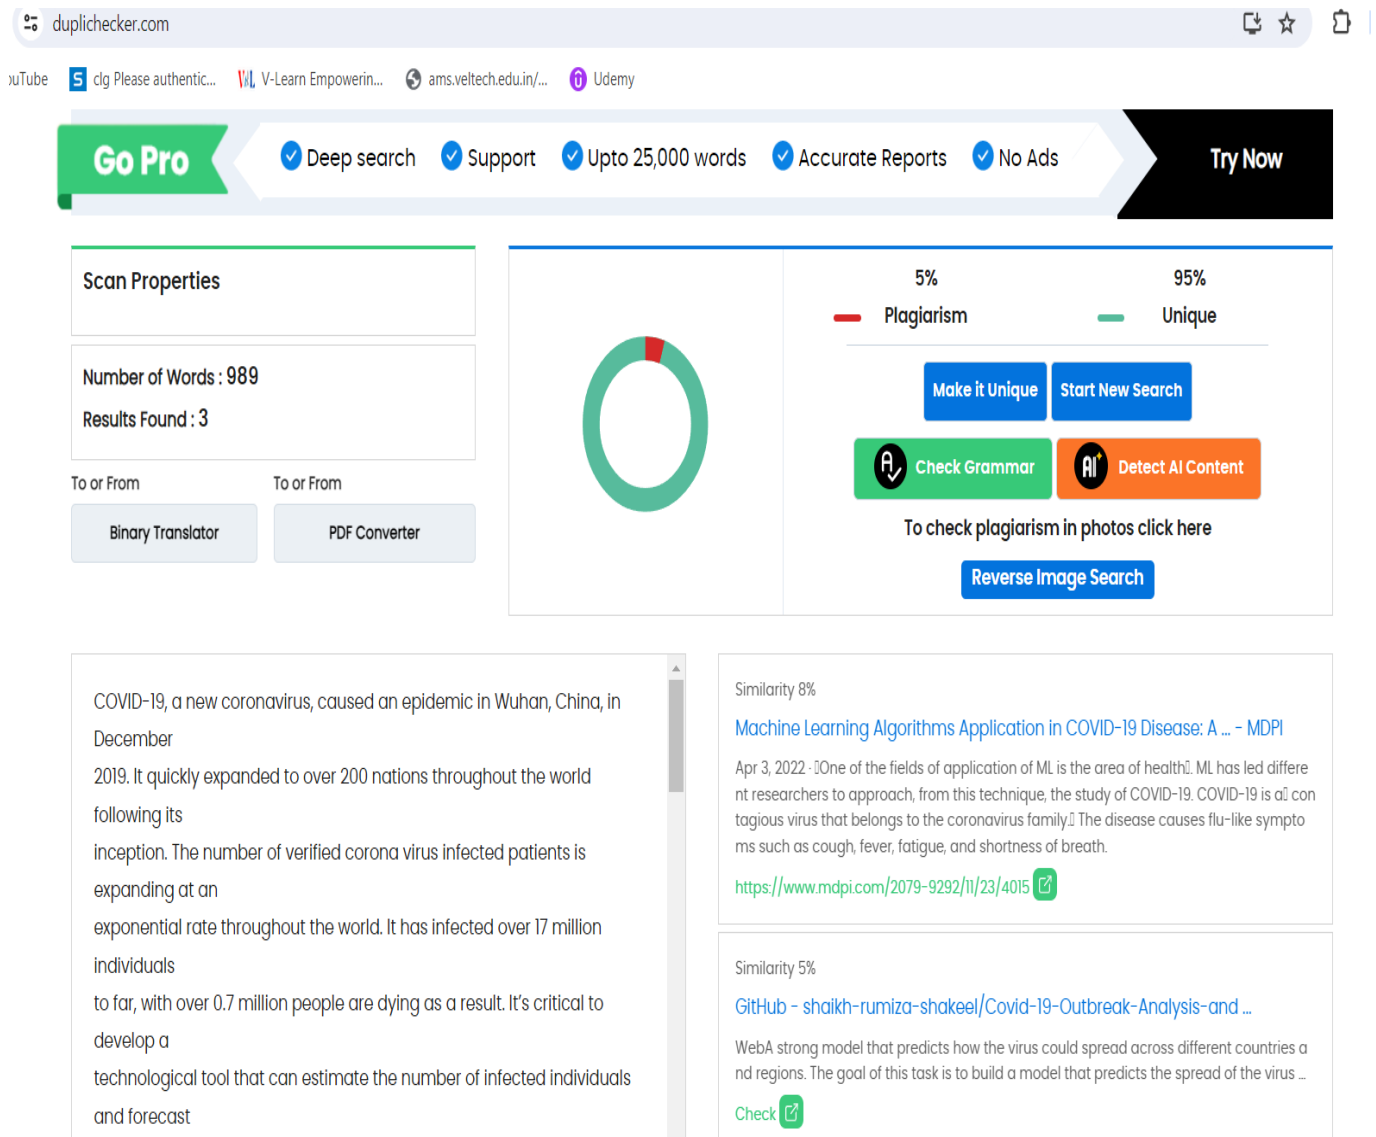 duplichecker.com
ouTube clg Please authentic... V-Learn Empowerin... ams.veltech.edu.in/... Udemy
Go Pro Deep search Support Upto 25,000 words Accurate Reports No Ads Try Now
Scan Properties
Number of Words : 989
Results Found : 3
To or From To or From
Binary Translator PDF Converter
5% 95%
Plagiarism Unique
Make it Unique Start New Search
Check Grammar Detect AI Content
To check plagiarism in photos click here
Reverse Image Search
COVID-19, a new coronavirus, caused an epidemic in Wuhan, China, in
December
2019. It quickly expanded to over 200 nations throughout the world
following its
inception. The number of verified corona virus infected patients is
expanding at an
exponential rate throughout the world. It has infected over 17 million
individuals
to far, with over 0.7 million people are dying as a result. It's critical to
develop a
technological tool that can estimate the number of infected individuals
and forecast
Similarity 8%
Machine Learning Algorithms Application in COVID-19 Disease: A ... - MDPI
Apr 3, 2022 · One of the fields of application of ML is the area of health. ML has led differe
nt researchers to approach, from this technique, the study of COVID-19. COVID-19 is a con
tagious virus that belongs to the coronavirus family. The disease causes flu-like sympto
ms such as cough, fever, fatigue, and shortness of breath.
https://www.mdpi.com/2079-9292/11/23/4015
Similarity 5%
GitHub - shaikh-rumiza-shakeel/Covid-19-Outbreak-Analysis-and ...
WebA strong model that predicts how the virus could spread across different countries a
nd regions. The goal of this task is to build a model that predicts the spread of the virus ...
Check